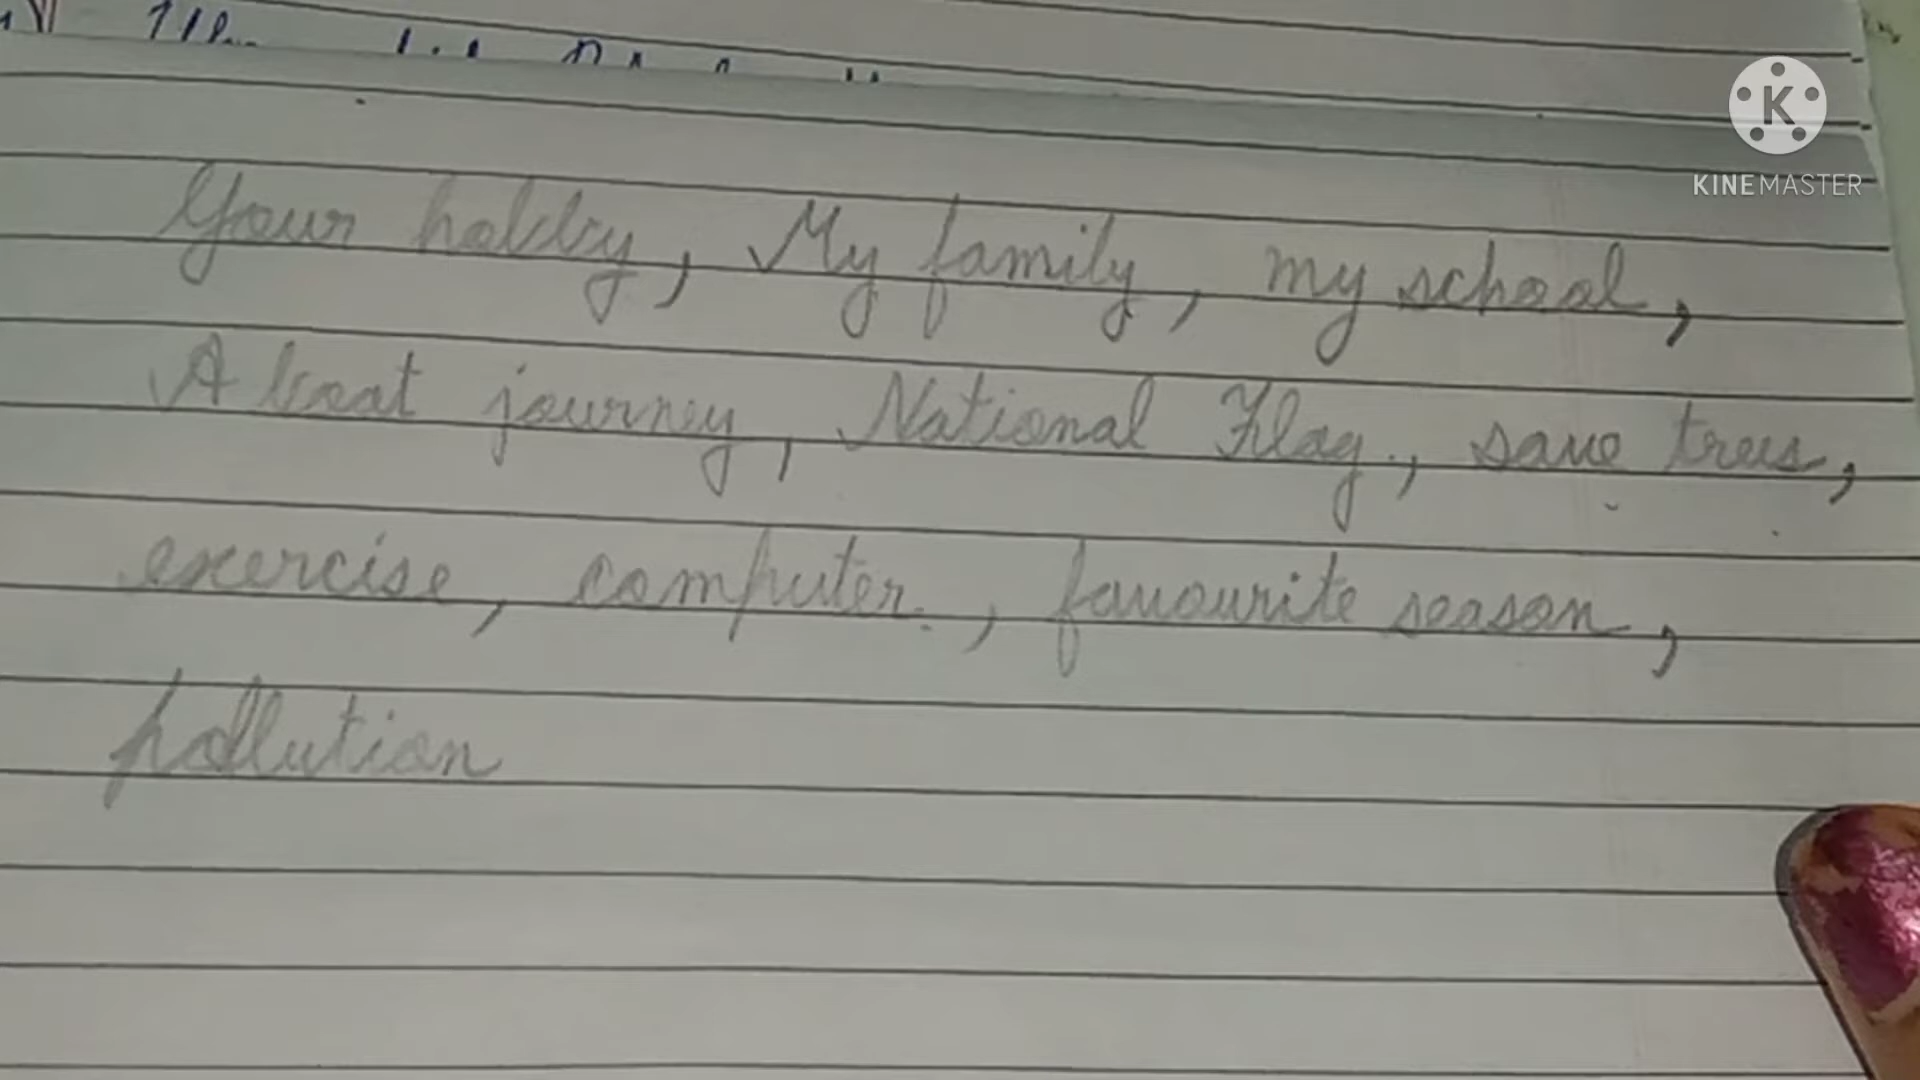 KINEMASTER
Your hobby, My family, my school,
A boat journey, National Flag., save trees,
exercise, computer., favourite season,
pollution